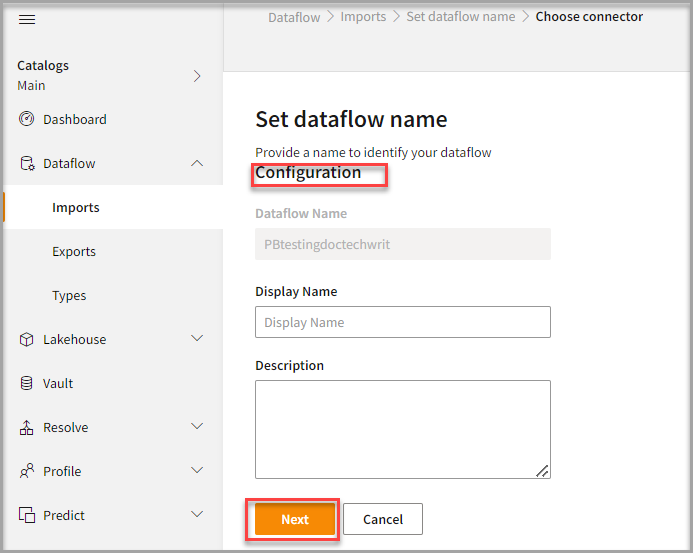 Dataflow > Imports > Set dataflow name > Choose connector
Catalogs
Main
Dashboard
Dataflow
Imports
Exports
Types
Lakehouse
Vault
Resolve
Profile
Predict
Set dataflow name
Provide a name to identify your dataflow
Configuration
Dataflow Name
PBtestingdoctechwrit
Display Name
Display Name
Description
Next
Cancel